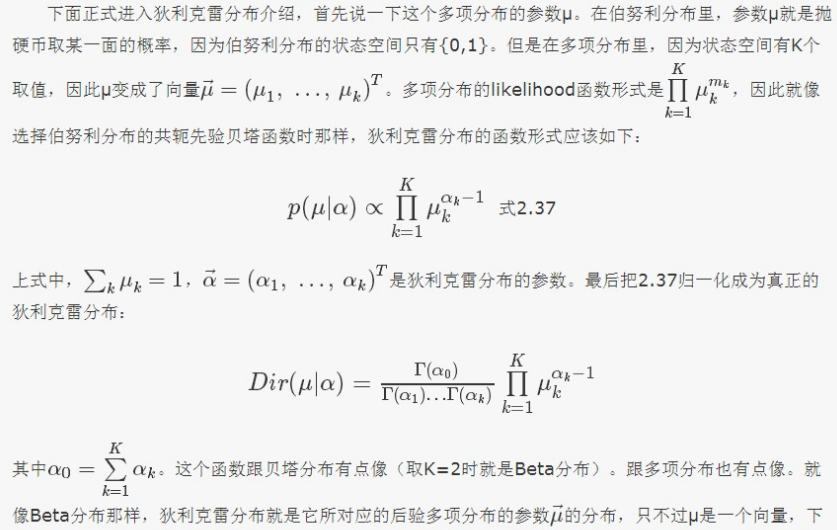 下面正式进入狄利克雷分布介绍，首先说一下这个多项分布的参数μ。在伯努利分布里，参数μ就是抛
硬币取某一面的概率，因为伯努利分布的状态空间只有{0,1}。但是在多项分布里，因为状态空间有K个
取值，因此μ变成了向量$\vec{\mu} = (\mu_1, \ldots, \mu_k)^T$。多项分布的likelihood函数形式是$\prod_{k=1}^{K} \mu_k^{m_k}$，因此就像
选择伯努利分布的共轭先验贝塔函数时那样，狄利克雷分布的函数形式应该如下：
$p(\mu|\alpha) \propto \prod_{k=1}^{K} \mu_k^{\alpha_k-1}$ 式2.37
上式中，$\sum_k \mu_k = 1$，$\vec{\alpha} = (\alpha_1, \ldots, \alpha_k)^T$是狄利克雷分布的参数。最后把2.37归一化成为真正的
狄利克雷分布：
$Dir(\mu|\alpha) = \frac{\Gamma(\alpha_0)}{\Gamma(\alpha_1) \ldots \Gamma(\alpha_k)} \prod_{k=1}^{K} \mu_k^{\alpha_k-1}$
其中$\alpha_0 = \sum_{k=1}^{K} \alpha_k$。这个函数跟贝塔分布有点像（取K=2时就是Beta分布）。跟多项分布也有点像。就
像Beta分布那样，狄利克雷分布就是它所对应的后验多项分布的参数$\vec{\mu}$的分布，只不过μ是一个向量，下